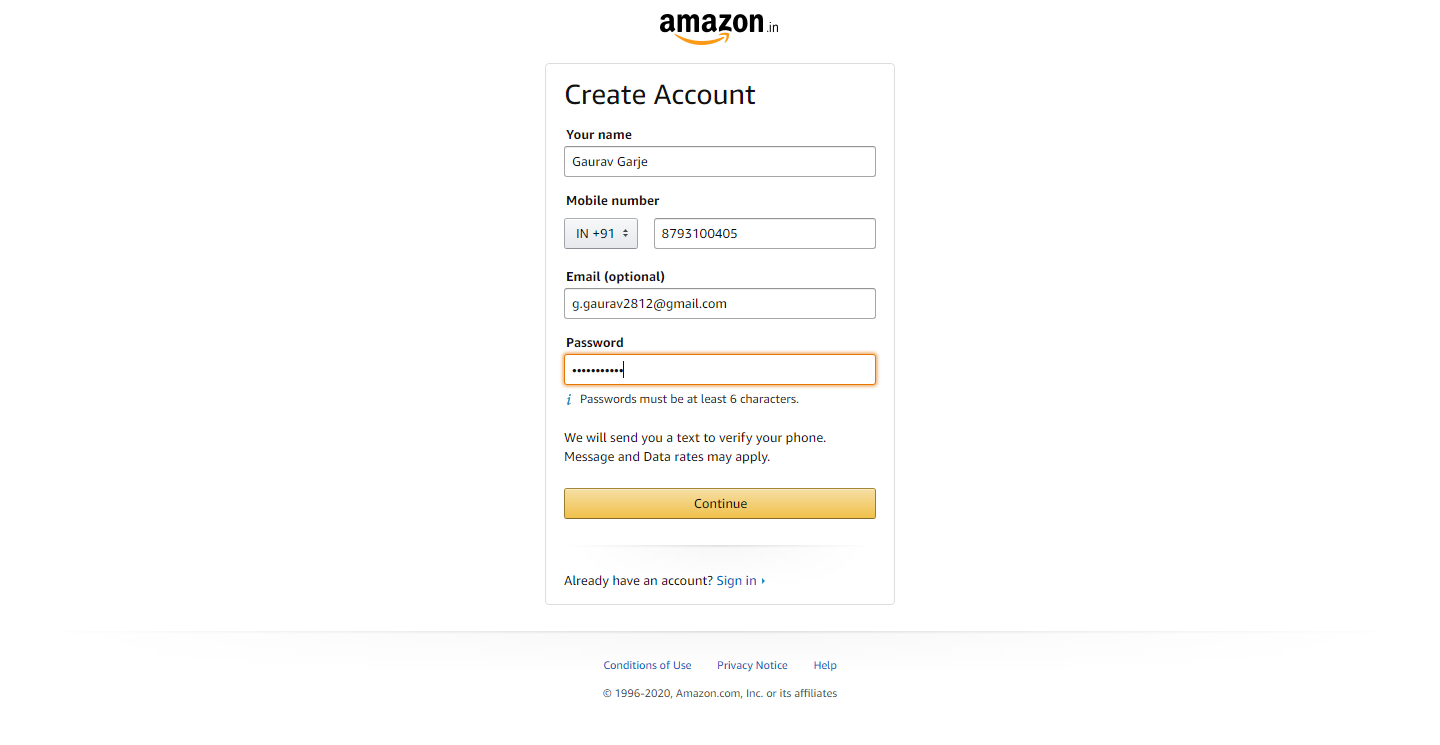 amazon.in
Create Account
Your name
Gaurav Garje
Mobile number
IN +91 8793100405
Email (optional)
g.gaurav2812@gmail.com
Password
•••••••••••
i Passwords must be at least 6 characters.
We will send you a text to verify your phone.
Message and Data rates may apply.
Continue
Already have an account? Sign in
Conditions of Use Privacy Notice Help
© 1996-2020, Amazon.com, Inc. or its affiliates